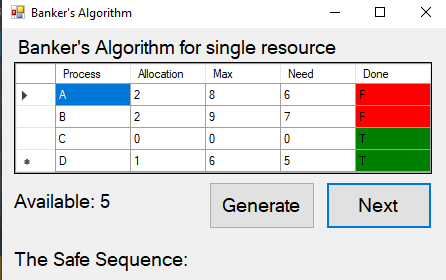 Banker's Algorithm
Banker's Algorithm for single resource
Process Allocation Max Need Done
A 2 8 6 F
B 2 9 7 F
C 0 0 0 T
D 1 6 5 T
Available: 5 Generate Next
The Safe Sequence: